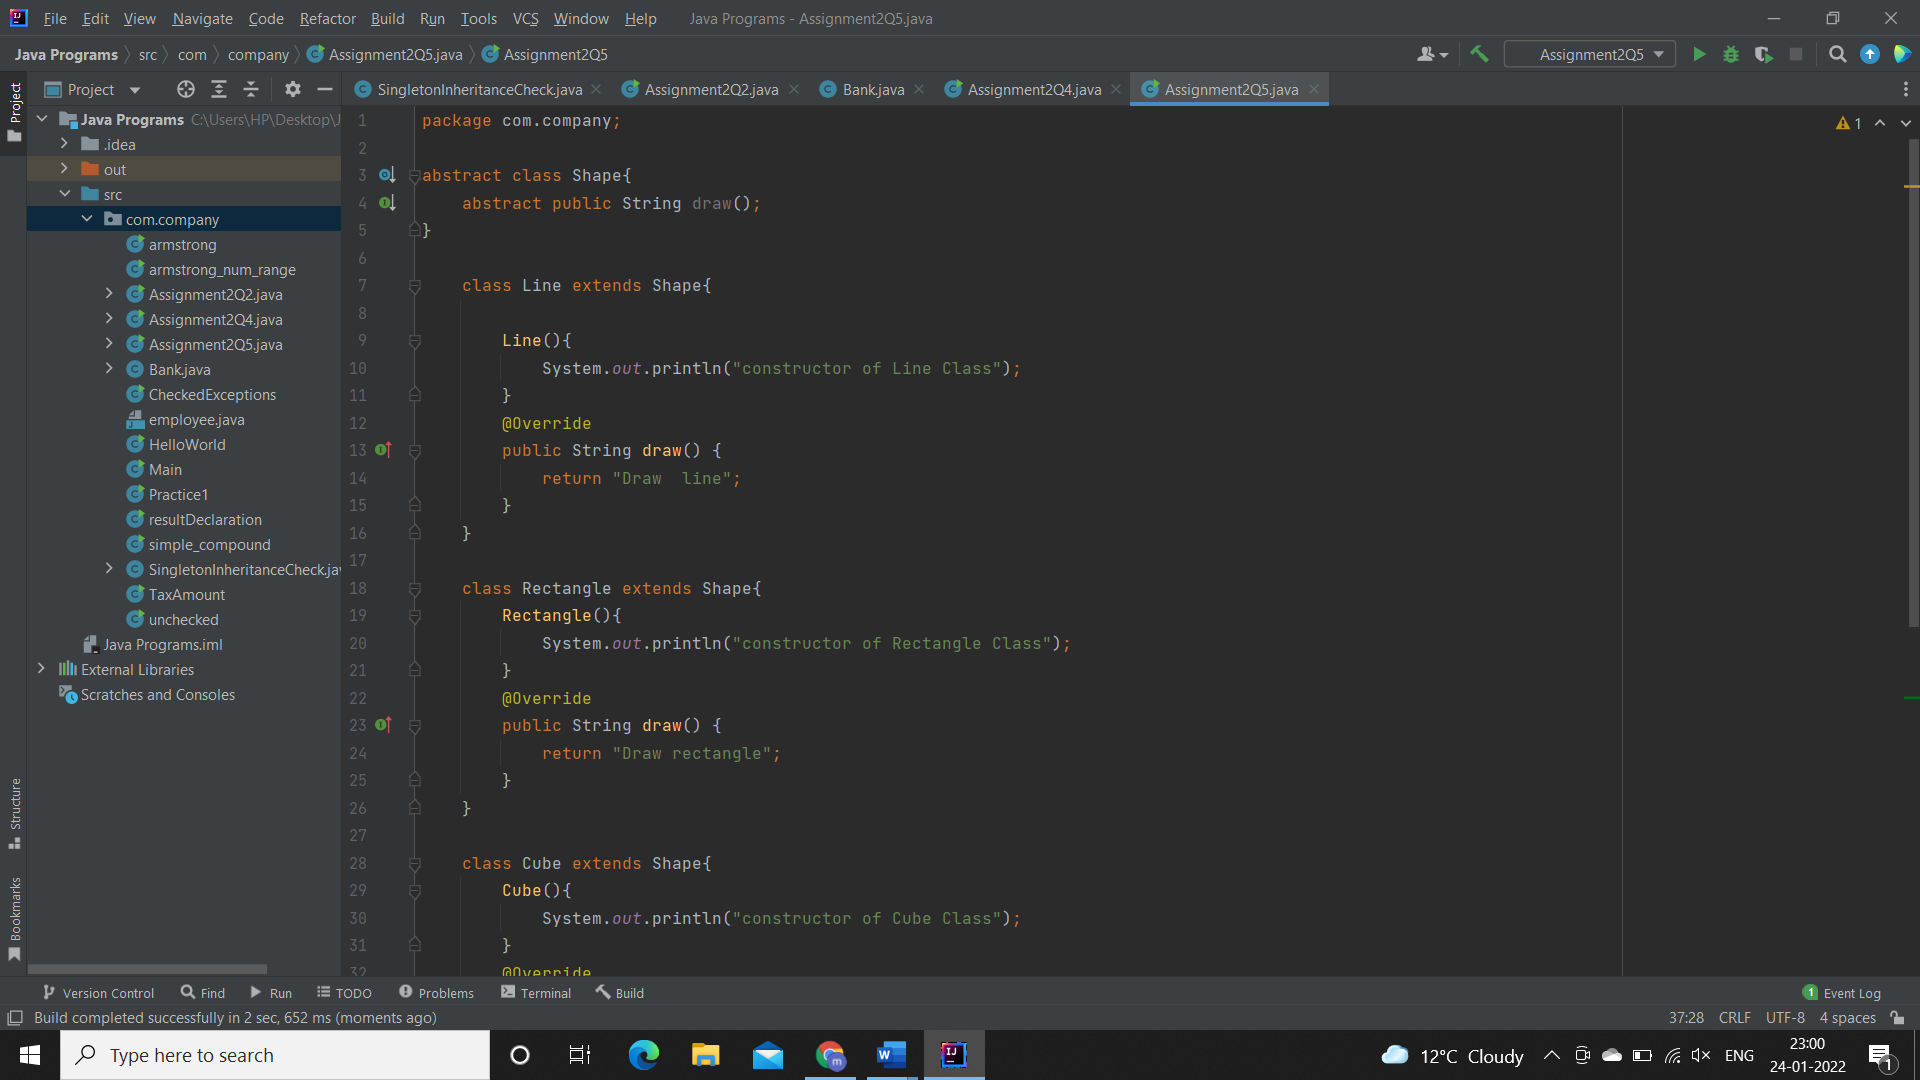 File Edit View Navigate Code Refactor Build Run Tools VCS Window Help Java Programs - Assignment2Q5.java
Java Programs src com company Assignment2Q5.java Assignment2Q5 Assignment2Q5
Project SingletonInheritanceCheck.java Assignment2Q2.java Bank.java Assignment2Q4.java Assignment2Q5.java
Project
Structure
Bookmarks
Java Programs C:\Users\HP\Desktop\J
.idea
out
src
com.company
armstrong
armstrong_num_range
Assignment2Q2.java
Assignment2Q4.java
Assignment2Q5.java
Bank.java
CheckedExceptions
employee.java
HelloWorld
Main
Practice1
resultDeclaration
simple_compound
SingletonInheritanceCheck.jav
TaxAmount
unchecked
Java Programs.iml
External Libraries
Scratches and Consoles
1 package com.company;
1
2
3 abstract class Shape{
4 abstract public String draw();
5 }
6
7 class Line extends Shape{
8
9 Line(){
10 System.out.println("constructor of Line Class");
11 }
12 @Override
13 public String draw() {
14 return "Draw  line";
15 }
16 }
17
18 class Rectangle extends Shape{
19 Rectangle(){
20 System.out.println("constructor of Rectangle Class");
21 }
22 @Override
23 public String draw() {
24 return "Draw rectangle";
25 }
26 }
27
28 class Cube extends Shape{
29 Cube(){
30 System.out.println("constructor of Cube Class");
31 }
32 @Override
Version Control Find Run TODO Problems Terminal Build 1 Event Log
Build completed successfully in 2 sec, 652 ms (moments ago) 37:28 CRLF UTF-8 4 spaces
Type here to search 12°C Cloudy ENG 23:00
24-01-2022 1